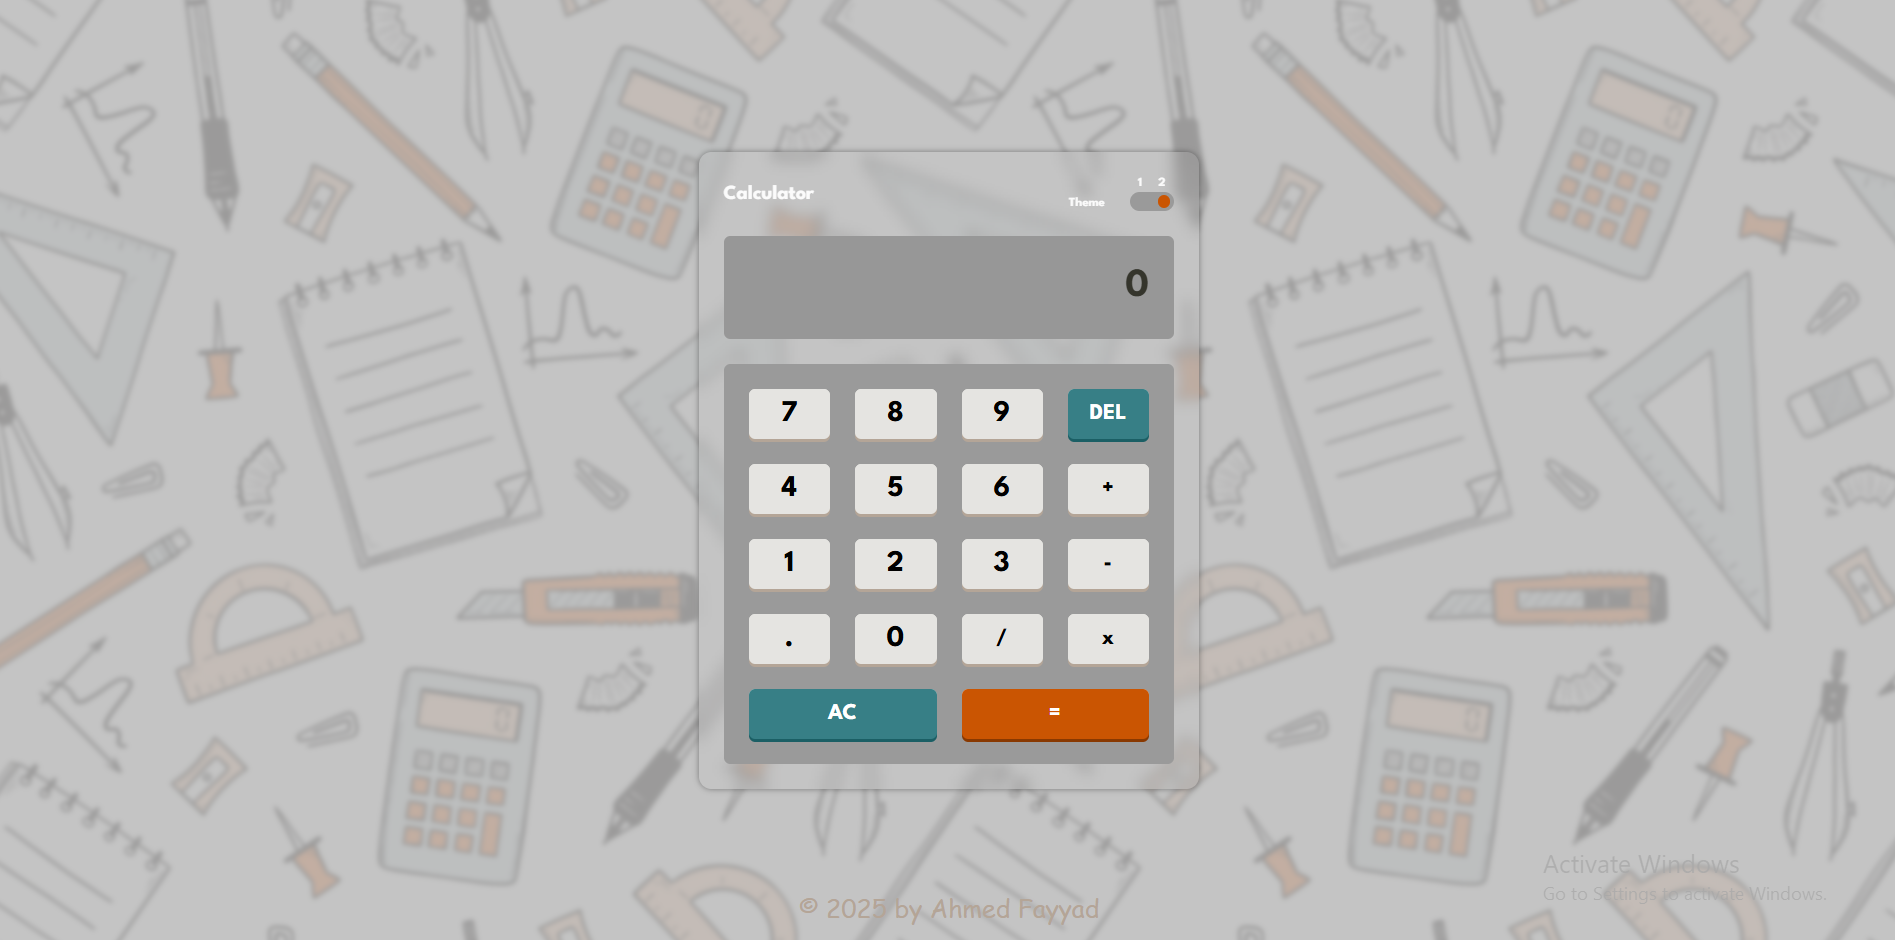 1 2
Calculator
Theme
0
7 8 9 DEL
4 5 6 +
1 2 3 -
. 0 / x
AC =
Activate Windows
Go to Settings to activate Windows.
© 2025 by Ahmed Fayyad